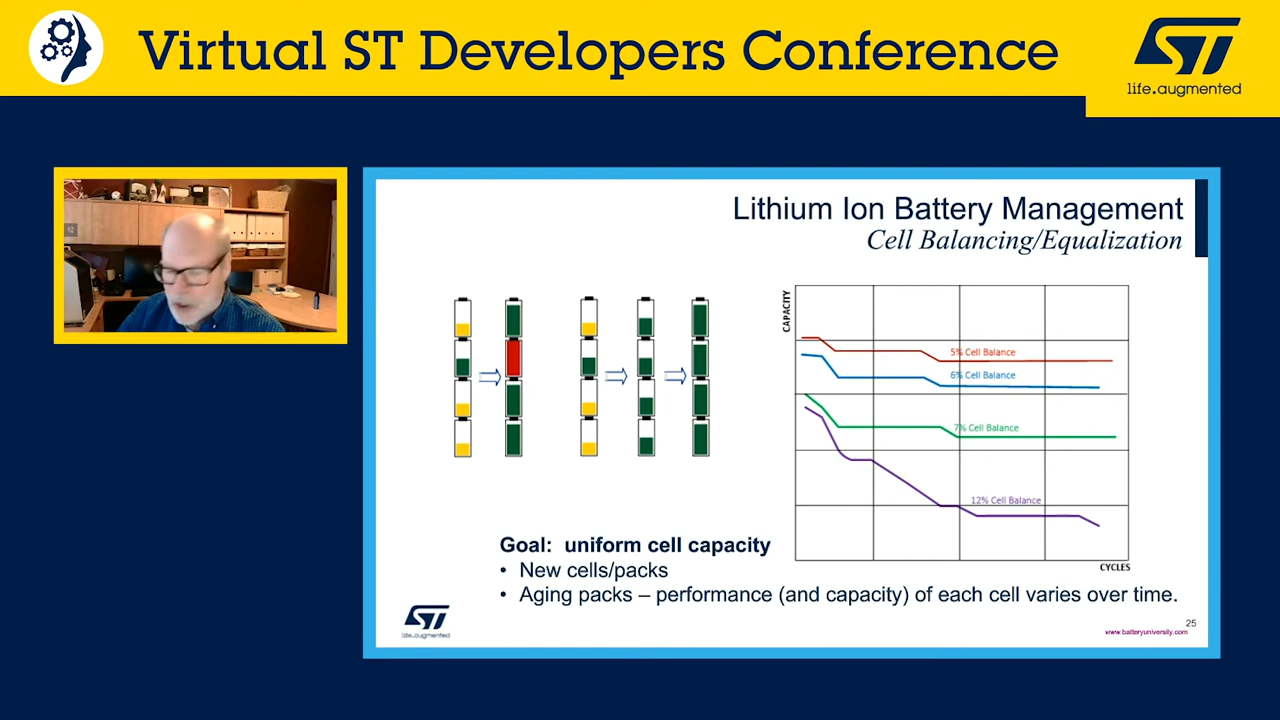 Virtual ST Developers Conference
ST
life.augmented
Lithium Ion Battery Management
Cell Balancing/Equalization
CAPACITY
5% Cell Balance
6% Cell Balance
7% Cell Balance
12% Cell Balance
CYCLES
Goal: uniform cell capacity
• New cells/packs
• Aging packs – performance (and capacity) of each cell varies over time.
ST
life.augmented
25
www.batteryuniversity.com